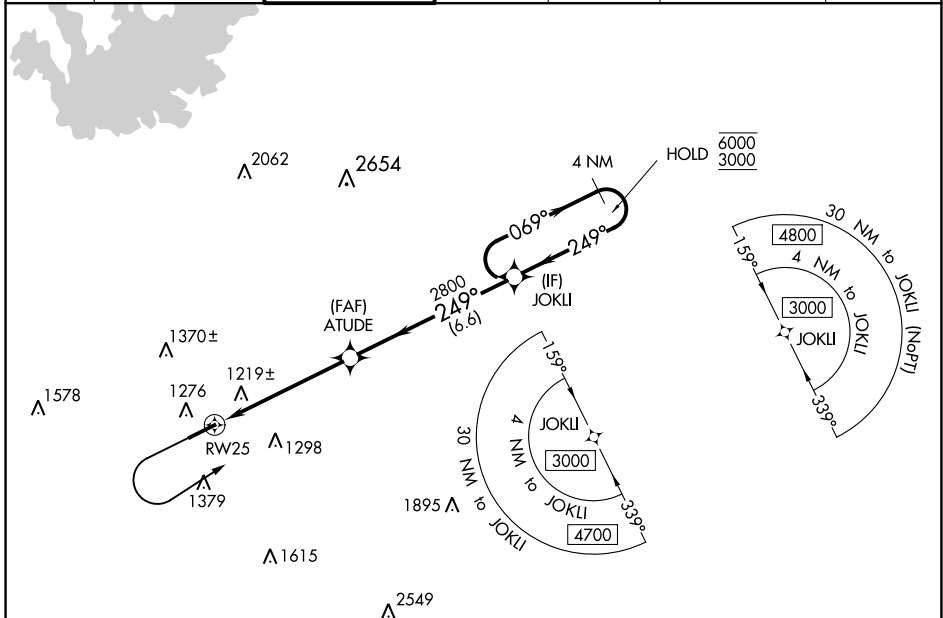 2062
2654
4 NM
HOLD 6000
3000
069°
249°
(IF)
JOKLI
2800
249°
(6.6)
(FAF)
ATUDE
30 NM to JOKLI (NoPT)
159°
4800
4 NM to JOKLI
3000
JOKLI
339°
1370±
1219±
1578
1276
RW25
1298
1379
159°
JOKLI
3000
4 NM to JOKLI
30 NM to JOKLI
339°
4700
1895
1615
2549